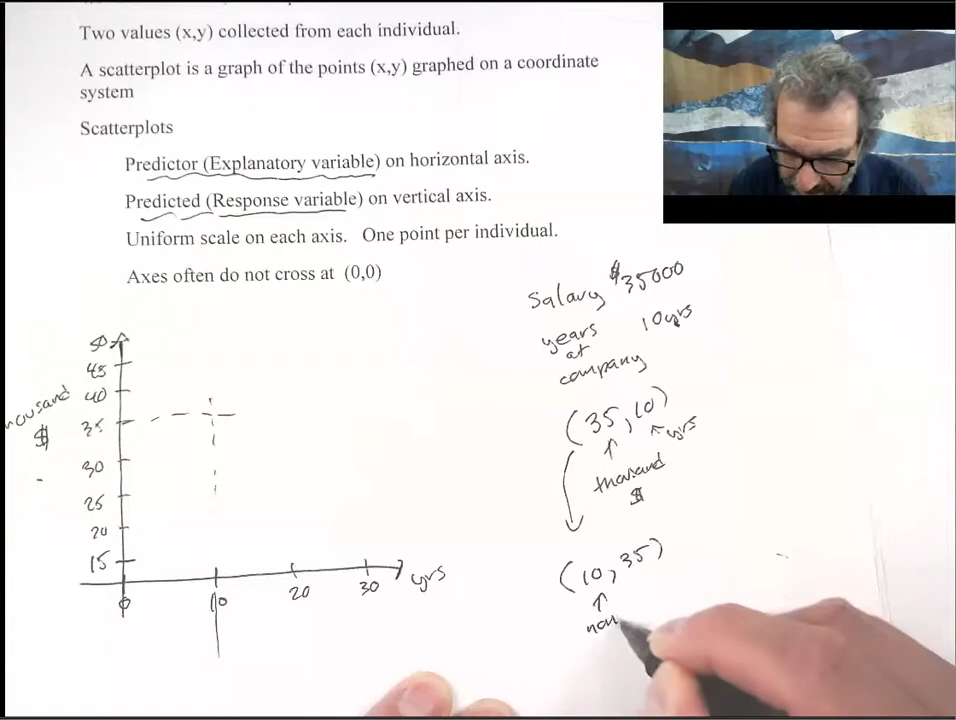 Two values (x,y) collected from each individual.
A scatterplot is a graph of the points (x,y) graphed on a coordinate
system
Scatterplots
Predictor (Explanatory variable) on horizontal axis.
Predicted (Response variable) on vertical axis.
Uniform scale on each axis. One point per individual.
Axes often do not cross at (0,0)
Salary $35000
years 10yrs
at
company
(35,10)
yrs
thousand
$
(10,35)
50
45
40
housand
35
$
30
25
20
15
0 10 20 30 yrs